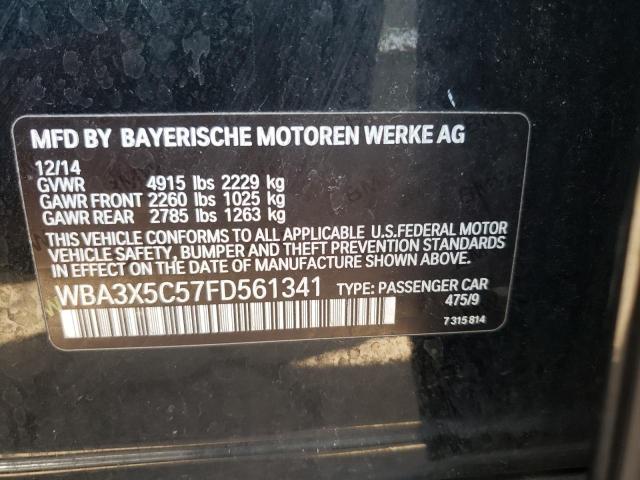 MFD BY BAYERISCHE MOTOREN WERKE AG
12/14
GVWR 4915 lbs 2229 kg
GAWR FRONT 2260 lbs 1025 kg
GAWR REAR 2785 lbs 1263 kg
THIS VEHICLE CONFORMS TO ALL APPLICABLE U.S.FEDERAL MOTOR
VEHICLE SAFETY, BUMPER AND THEFT PREVENTION STANDARDS
IN EFFECT ON THE DATE OF MANUFACTURE SHOWN ABOVE.
WBA3X5C57FD561341 TYPE: PASSENGER CAR
475/9
7 315 814